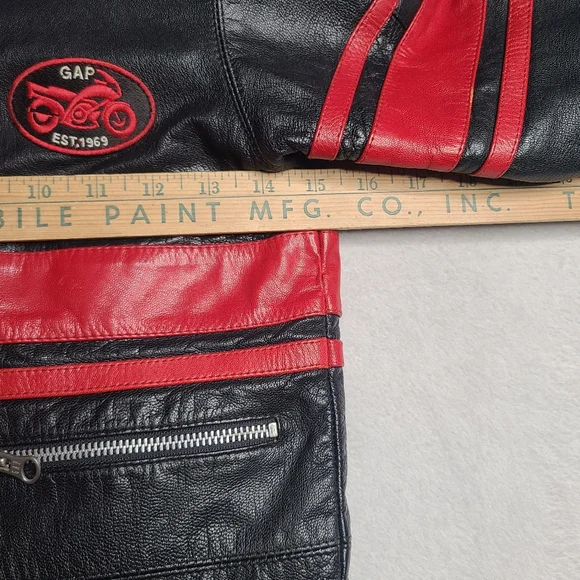 GAP
EST.1969
10 11 12 13 14 15 16 17
BILE PAINT MFG. CO., INC. T